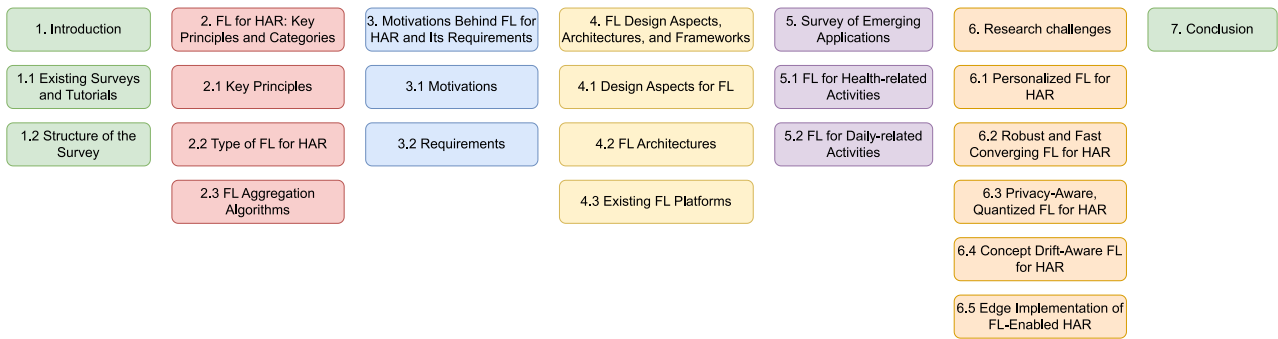 1. Introduction
1.1 Existing Surveys
and Tutorials
1.2 Structure of the
Survey
2. FL for HAR: Key
Principles and Categories
2.1 Key Principles
2.2 Type of FL for HAR
2.3 FL Aggregation
Algorithms
3. Motivations Behind FL for
HAR and Its Requirements
3.1 Motivations
3.2 Requirements
4. FL Design Aspects,
Architectures, and Frameworks
4.1 Design Aspects for FL
4.2 FL Architectures
4.3 Existing FL Platforms
5. Survey of Emerging
Applications
5.1 FL for Health-related
Activities
5.2 FL for Daily-related
Activities
6. Research challenges
6.1 Personalized FL for
HAR
6.2 Robust and Fast
Converging FL for HAR
6.3 Privacy-Aware,
Quantized FL for HAR
6.4 Concept Drift-Aware FL
for HAR
6.5 Edge Implementation of
FL-Enabled HAR
7. Conclusion